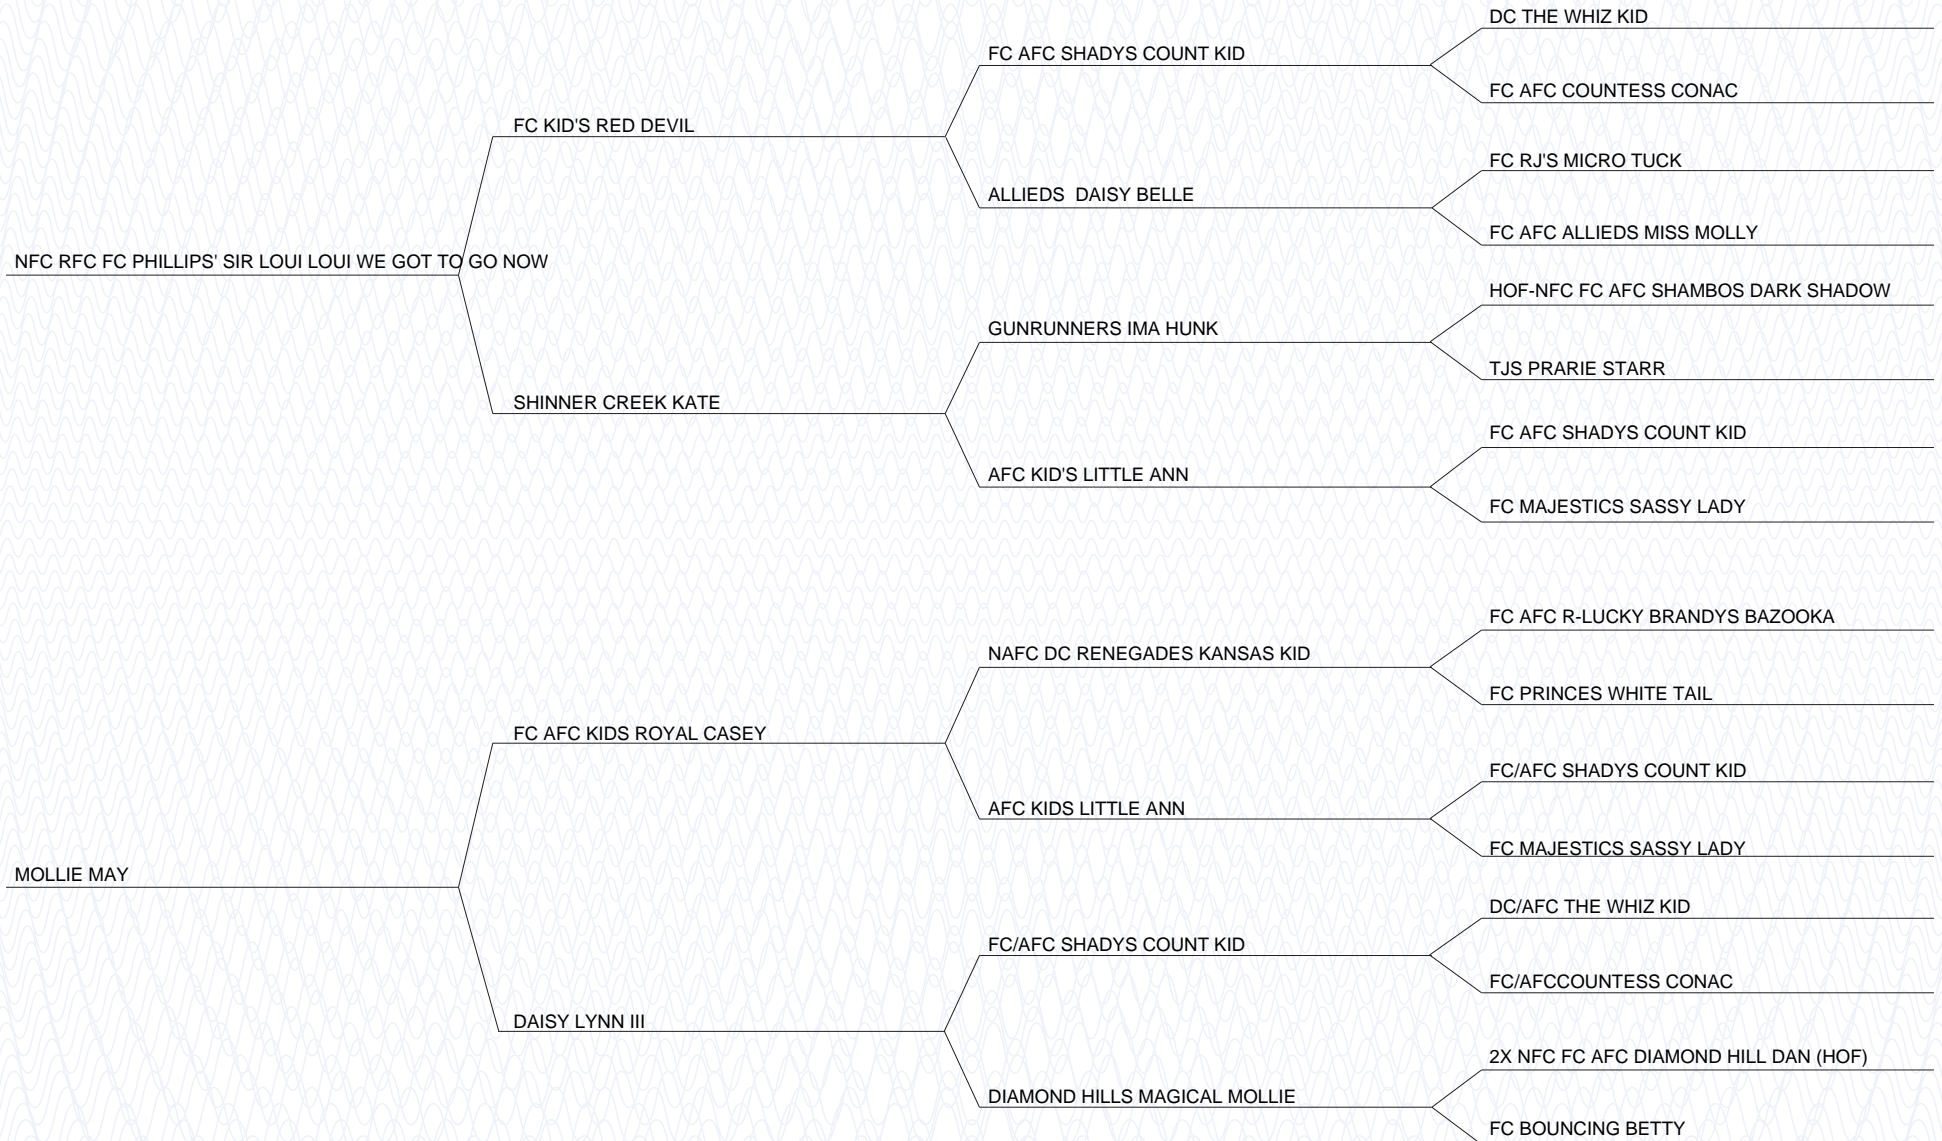 DC THE WHIZ KID
FC AFC SHADYS COUNT KID
FC AFC COUNTESS CONAC
FC KID'S RED DEVIL
FC RJ'S MICRO TUCK
ALLIEDS  DAISY BELLE
FC AFC ALLIEDS MISS MOLLY
NFC RFC FC PHILLIPS' SIR LOUI LOUI WE GOT TO GO NOW
HOF-NFC FC AFC SHAMBOS DARK SHADOW
GUNRUNNERS IMA HUNK
TJS PRARIE STARR
SHINNER CREEK KATE
FC AFC SHADYS COUNT KID
AFC KID'S LITTLE ANN
FC MAJESTICS SASSY LADY
FC AFC R-LUCKY BRANDYS BAZOOKA
NAFC DC RENEGADES KANSAS KID
FC PRINCES WHITE TAIL
FC AFC KIDS ROYAL CASEY
FC/AFC SHADYS COUNT KID
AFC KIDS LITTLE ANN
FC MAJESTICS SASSY LADY
MOLLIE MAY
DC/AFC THE WHIZ KID
FC/AFC SHADYS COUNT KID
FC/AFCCOUNTESS CONAC
DAISY LYNN III
2X NFC FC AFC DIAMOND HILL DAN (HOF)
DIAMOND HILLS MAGICAL MOLLIE
FC BOUNCING BETTY